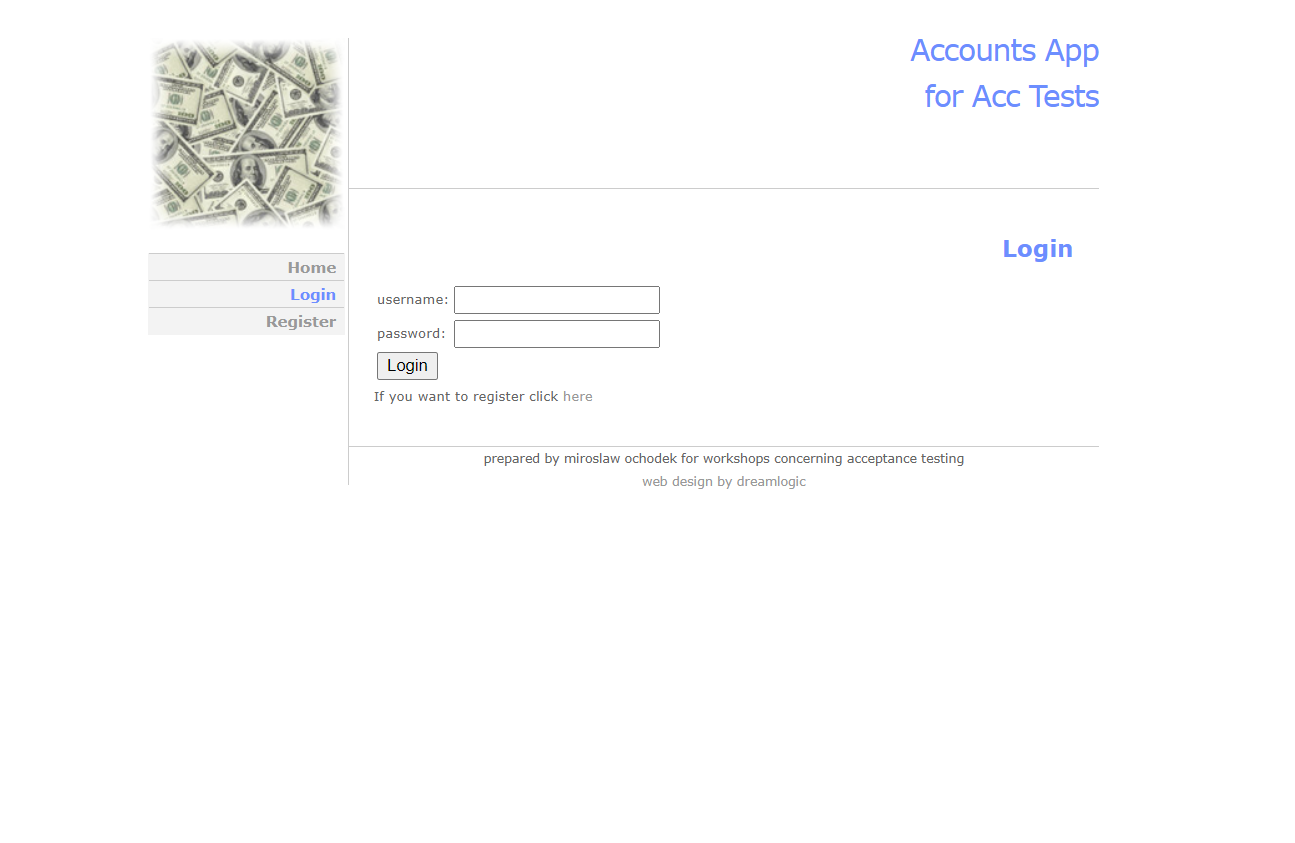 Accounts App
for Acc Tests
Home
Login
Register
Login
username:
password:
Login
If you want to register click here
prepared by miroslaw ochodek for workshops concerning acceptance testing
web design by dreamlogic